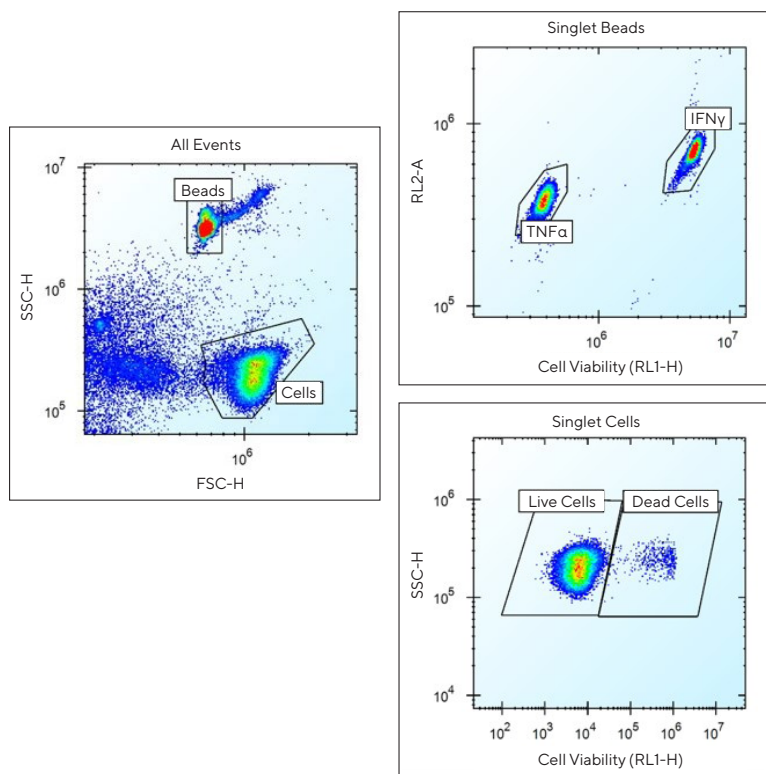 All Events
10⁷
Beads
10⁶
SSC-H
Cells
10⁵
10⁶
FSC-H
Singlet Beads
10⁶
IFNγ
RL2-A
TNFα
10⁵
10⁶ 10⁷
Cell Viability (RL1-H)
Singlet Cells
10⁶
Live Cells Dead Cells
SSC-H
10⁵
10⁴
10² 10³ 10⁴ 10⁵ 10⁶ 10⁷
Cell Viability (RL1-H)